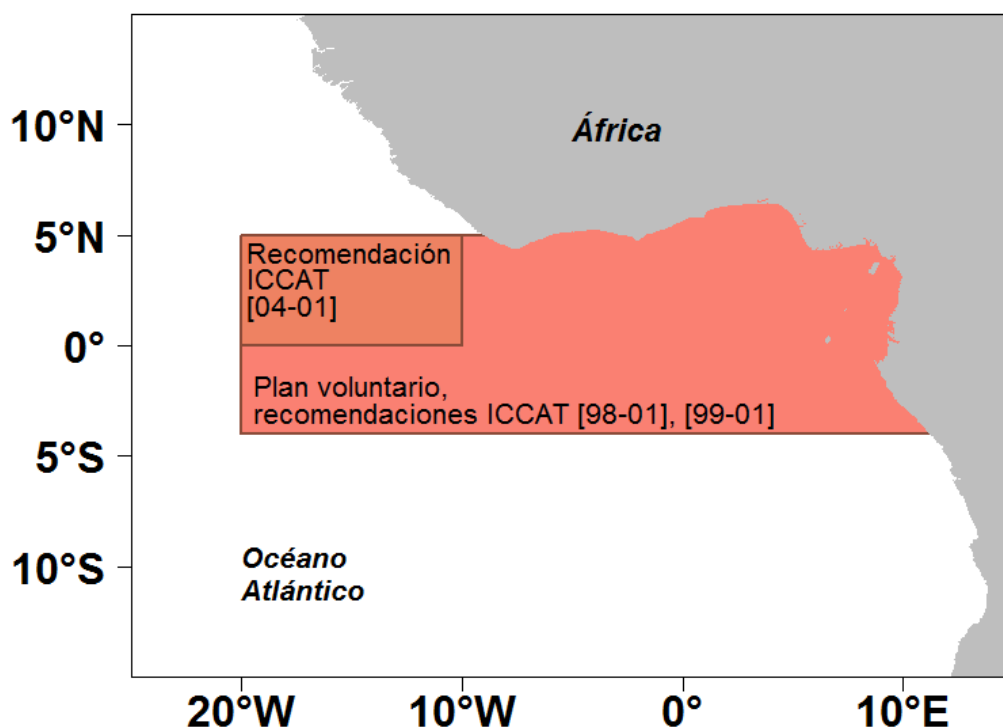 10°N
5°N
0°
5°S
10°S
África
Recomendación
ICCAT
[04-01]
Plan voluntario,
recomendaciones ICCAT [98-01], [99-01]
Océano
Atlántico
20°W
10°W
0°
10°E